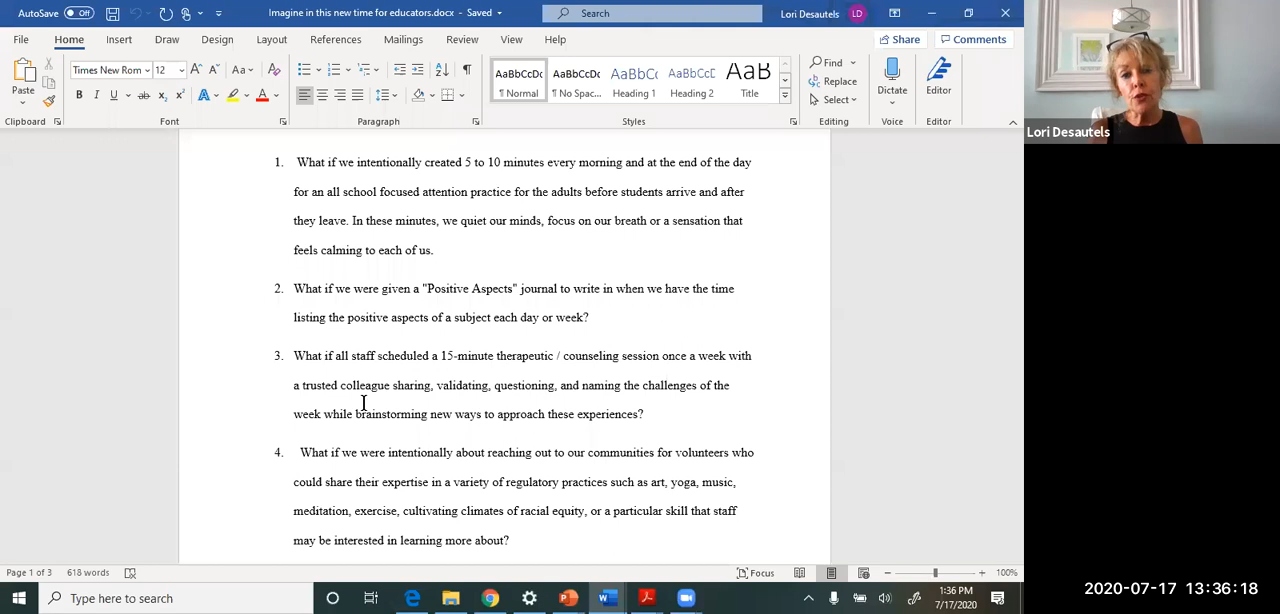 AutoSave Off Imagine in this new time for educators.docx - Saved Search Lori Desautels LD
File Home Insert Draw Design Layout References Mailings Review View Help Share Comments
Times New Rom 12 A A Aa A
Paste B I U ab x2 x2 A A
AaBbCcDc AaBbCcDc AaBbCc AaBbCcC AaB
¶ Normal ¶ No Spac... Heading 1 Heading 2 Title
Find
Replace
Select
Dictate Editor
Clipboard Font Paragraph Styles Editing Voice Editor
Lori Desautels
1. What if we intentionally created 5 to 10 minutes every morning and at the end of the day
for an all school focused attention practice for the adults before students arrive and after
they leave. In these minutes, we quiet our minds, focus on our breath or a sensation that
feels calming to each of us.
2. What if we were given a "Positive Aspects" journal to write in when we have the time
listing the positive aspects of a subject each day or week?
3. What if all staff scheduled a 15-minute therapeutic / counseling session once a week with
a trusted colleague sharing, validating, questioning, and naming the challenges of the
week while brainstorming new ways to approach these experiences?
4. What if we were intentionally about reaching out to our communities for volunteers who
could share their expertise in a variety of regulatory practices such as art, yoga, music,
meditation, exercise, cultivating climates of racial equity, or a particular skill that staff
may be interested in learning more about?
Page 1 of 3 618 words Focus 100%
Type here to search 1:36 PM
7/17/2020
2020-07-17 13:36:18